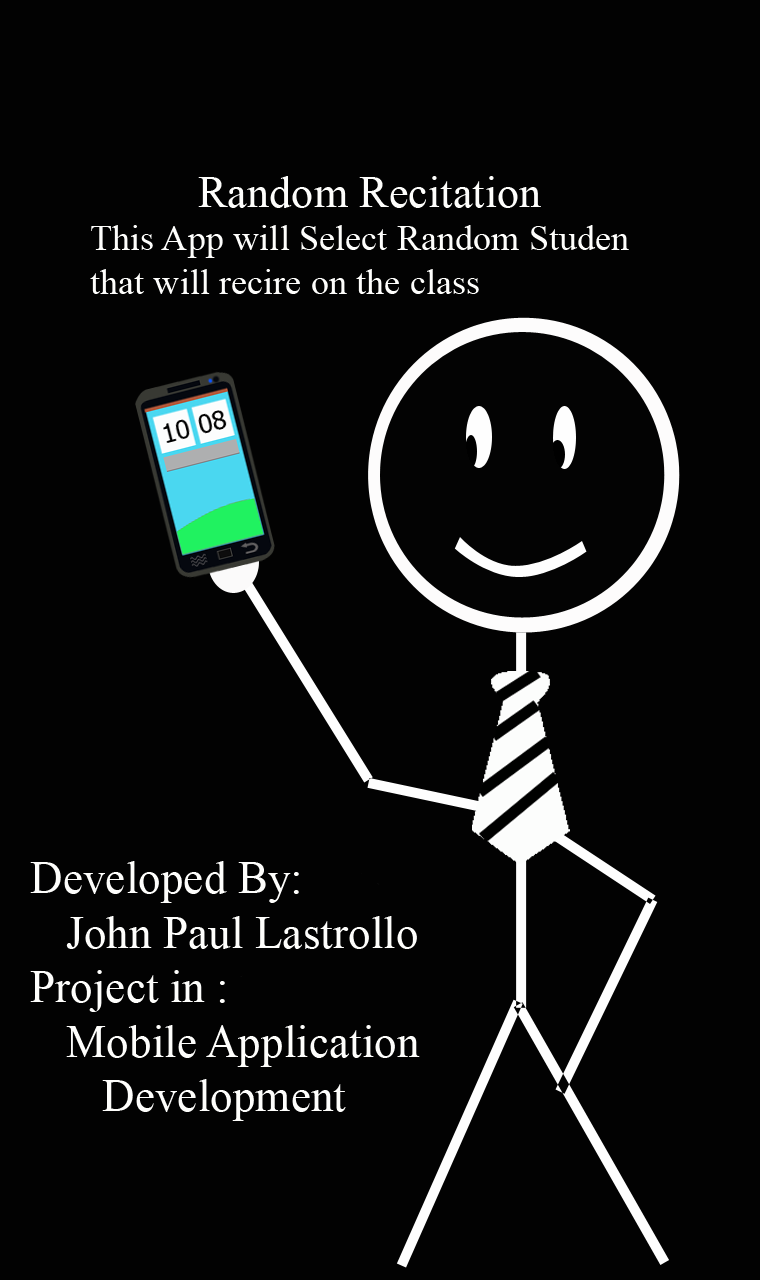 Random Recitation
This App will Select Random Studen
that will recire on the class
10 08
Developed By:
John Paul Lastrollo
Project in :
Mobile Application
Development